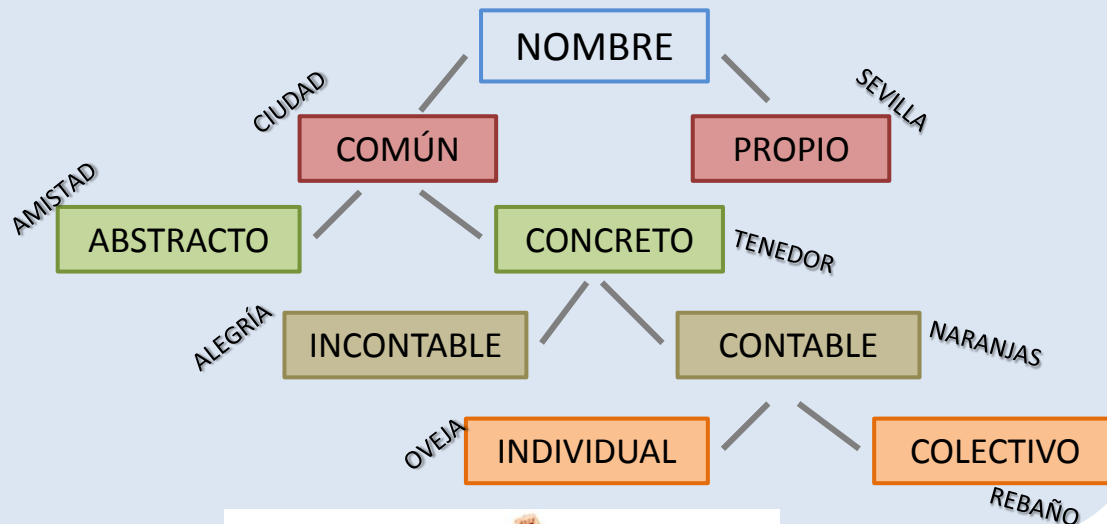 NOMBRE
CIUDAD
SEVILLA
COMÚN
PROPIO
AMISTAD
ABSTRACTO
CONCRETO
TENEDOR
ALEGRÍA
INCONTABLE
CONTABLE
NARANJAS
OVEJA
INDIVIDUAL
COLECTIVO
REBAÑO